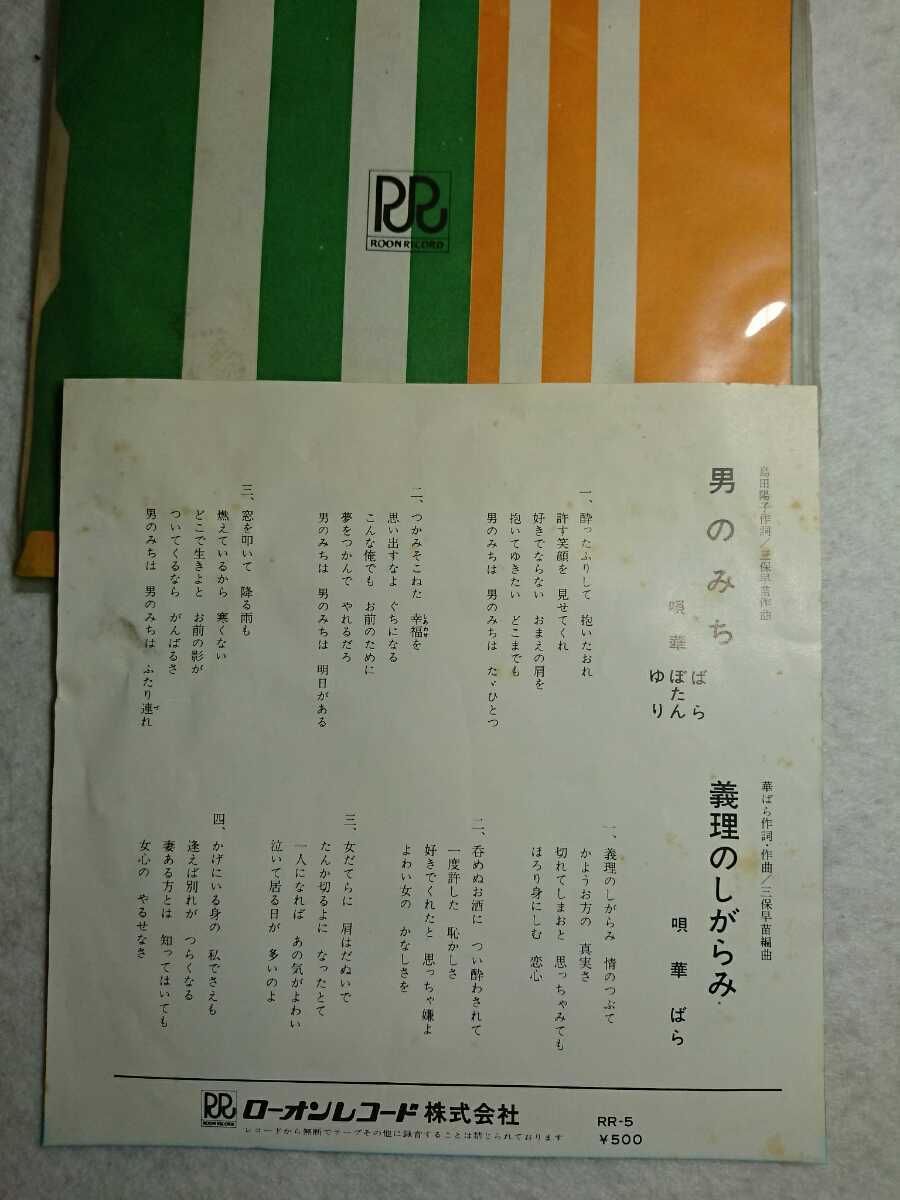 RR
ROON RECORD
島田陽子作詞/三保早苗作曲
男のみち
唄 華 ばら
ぼたん
ゆり
一、酔ったふりして 抱いたおれ
許す笑顔を 見せてくれ
好きでならない おまえの肩を
抱いてゆきたい どこまでも
男のみちは 男のみちは たゞひとつ
二、つかみそこねた 幸福を
しあわせ
思い出すなよ ぐちになる
こんな俺でも お前のために
夢をつかんで やれるだろ
男のみちは 男のみちは 明日がある
三、窓を叩いて 降る雨も
燃えているから 寒くない
どこで生きよと お前の影が
ついてくるなら がんばるさ
男のみちは 男のみちは ふたり連れ
づ
華ばら作詞・作曲/三保早苗編曲
義理のしがらみ
唄 華 ばら
一、義理のしがらみ 情のつぶて
かようお方の 真実さ
切れてしまおと 思っちゃみても
ほろり身にしむ 恋心
二、呑めぬお酒に つい酔わされて
一度許した 恥かしさ
好きでくれたと 思っちゃ嫌よ
よわい女の かなしさを
三、女だてらに 肩はだぬいで
たんか切るよに なったとて
一人になれば あの気がよわい
泣いて居る日が 多いのよ
四、かげにいる身の 私でさえも
逢えば別れが つらくなる
妻ある方とは 知ってはいても
女心の やるせなさ
RR
ROON RECORD
ローオンレコード株式会社
レコードから無断でテープその他に録音することは禁じられております
RR-5
¥500